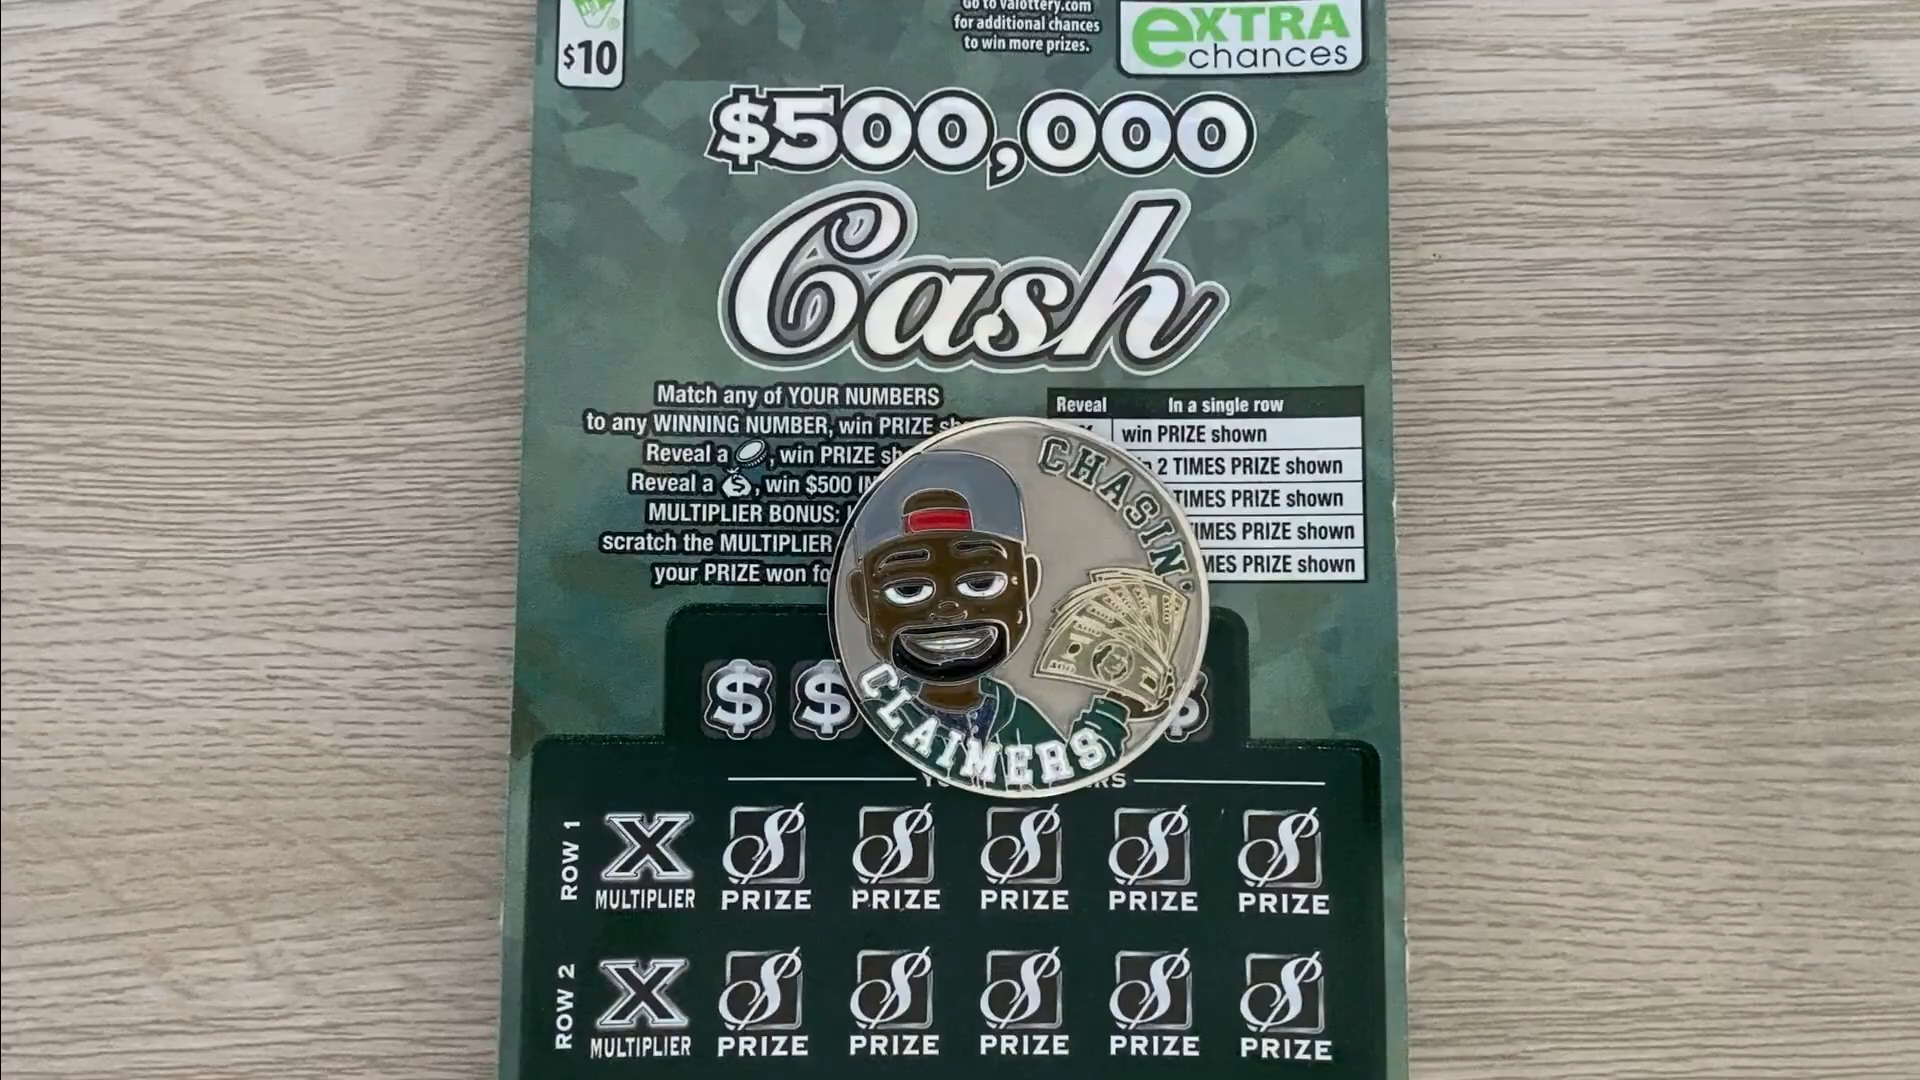 $10
Go to valottery.com
for additional chances
to win more prizes.
eXTRA
chances
$500,000
Cash
Match any of YOUR NUMBERS
to any WINNING NUMBER, win PRIZE
Reveal a , win PRIZE
Reveal a , win $500
MULTIPLIER BONUS:
scratch the MULTIPLIER
your PRIZE won
Reveal In a single row
win PRIZE shown
2 TIMES PRIZE shown
TIMES PRIZE shown
TIMES PRIZE shown
TIMES PRIZE shown
CHASIN'
CLAIMERS
$ $ $
ROW 1
X $ $ $ $ $
MULTIPLIER PRIZE PRIZE PRIZE PRIZE PRIZE
ROW 2
X $ $ $ $ $
MULTIPLIER PRIZE PRIZE PRIZE PRIZE PRIZE